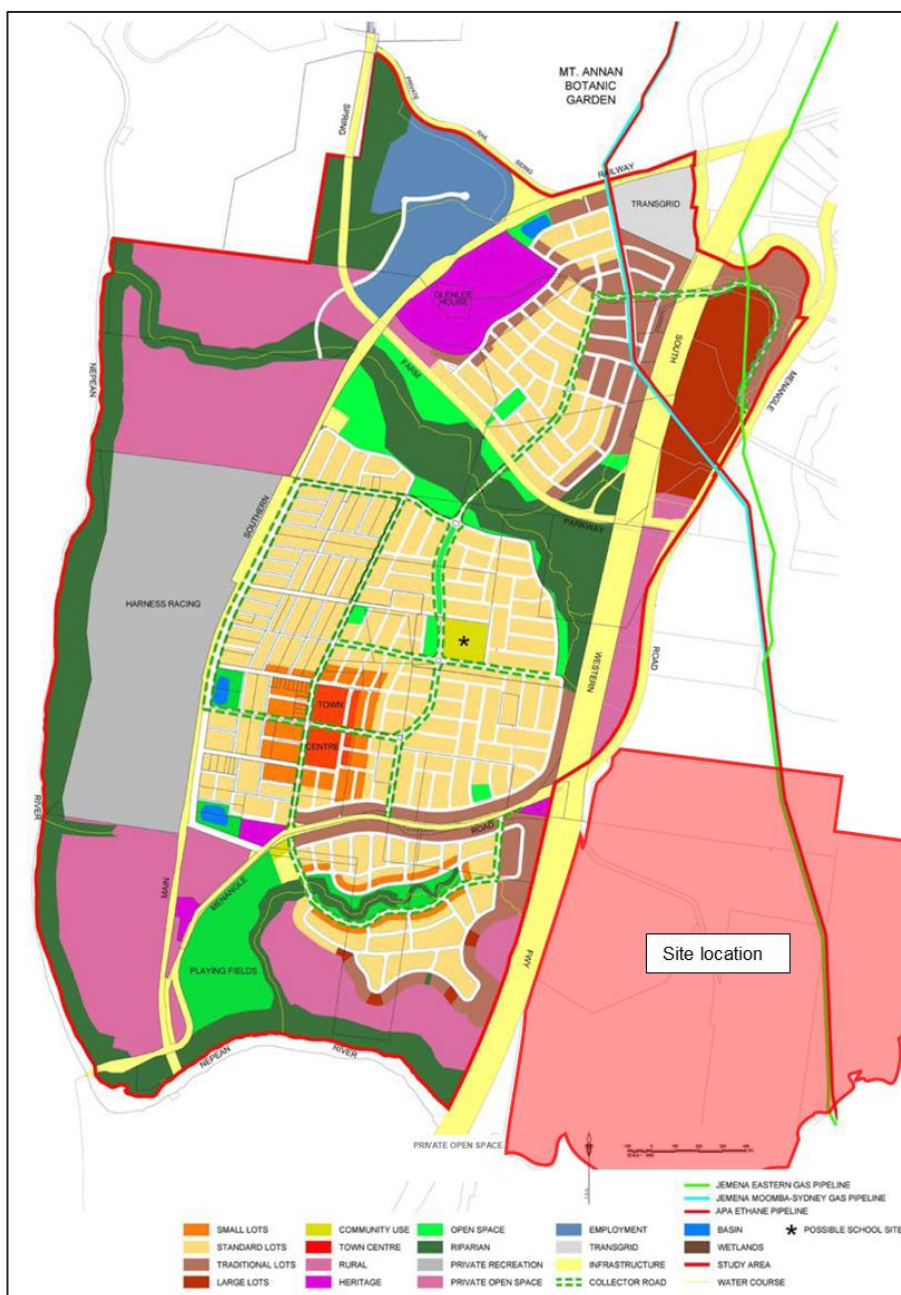 MT. ANNAN
BOTANIC
GARDEN
SPRING
PRIVATE
RAIL
SIDING
RAILWAY
TRANSGRID
GLENLEE
HOUSE
SOUTH
MENANGLE
NEPEAN
FARM
SOUTHERN
PARKWAY
HARNESS RACING
*
WESTERN
ROAD
TOWN
CENTRE
RIVER
ROAD
MAIN
MENANGLE
Site location
FWY
PLAYING FIELDS
NEPEAN
RIVER
PRIVATE OPEN SPACE
JEMENA EASTERN GAS PIPELINE
JEMENA MOOMBA-SYDNEY GAS PIPELINE
APA ETHANE PIPELINE
SMALL LOTS
COMMUNITY USE
OPEN SPACE
EMPLOYMENT
BASIN
* POSSIBLE SCHOOL SITE
STANDARD LOTS
TOWN CENTRE
RIPARIAN
TRANSGRID
WETLANDS
TRADITIONAL LOTS
RURAL
PRIVATE RECREATION
INFRASTRUCTURE
STUDY AREA
LARGE LOTS
HERITAGE
PRIVATE OPEN SPACE
COLLECTOR ROAD
WATER COURSE